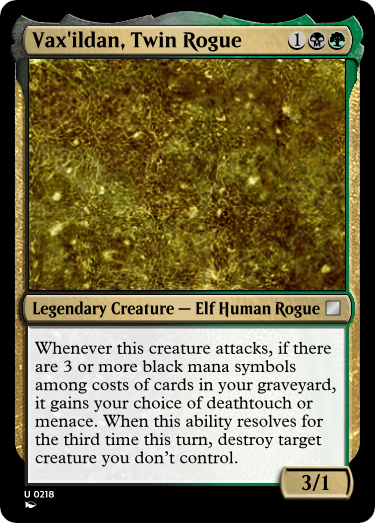 Vax'ildan, Twin Rogue 1
Legendary Creature — Elf Human Rogue
Whenever this creature attacks, if there
are 3 or more black mana symbols
among costs of cards in your graveyard,
it gains your choice of deathtouch or
menace. When this ability resolves for
the third time this turn, destroy target
creature you don't control.
3/1
U 0218